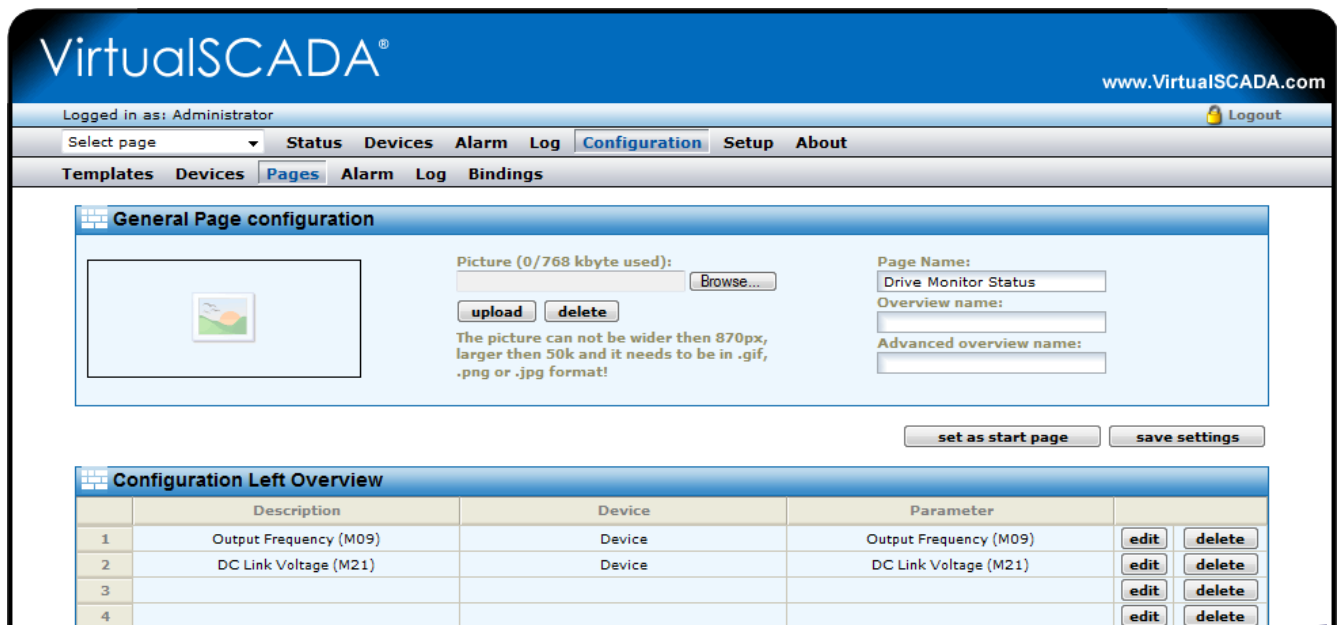 VirtualSCADA®
www.VirtualSCADA.com
Logged in as: Administrator
Logout
Select page Status Devices Alarm Log Configuration Setup About
Templates Devices Pages Alarm Log Bindings
General Page configuration
Picture (0/768 kbyte used):
Browse...
upload delete
The picture can not be wider then 870px,
larger then 50k and it needs to be in .gif,
.png or .jpg format!
Page Name:
Drive Monitor Status
Overview name:
Advanced overview name:
set as start page save settings
Configuration Left Overview
Description Device Parameter
1 Output Frequency (M09) Device Output Frequency (M09) edit delete
2 DC Link Voltage (M21) Device DC Link Voltage (M21) edit delete
3 edit delete
4 edit delete